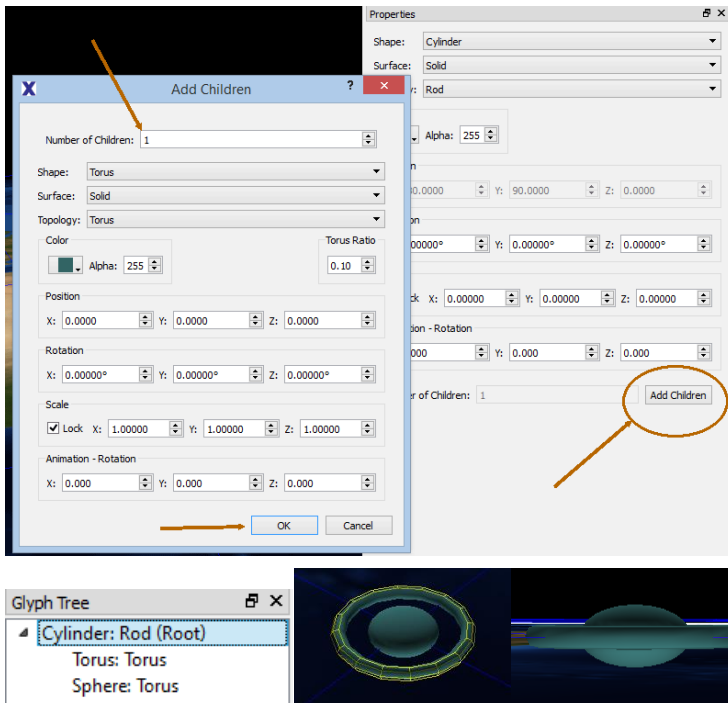 Properties
Shape: Cylinder
Surface: Solid
Rod
Alpha: 255
Y: 90.0000 Z: 0.0000
Y: 0.00000° Z: 0.00000°
X: 0.00000 Y: 0.00000 Z: 0.00000
- Rotation
Y: 0.000 Z: 0.000
of Children: 1 Add Children
X Add Children ? ×
Number of Children: 1
Shape: Torus
Surface: Solid
Topology: Torus
Color
Torus Ratio
Alpha: 255
0.10
Position
X: 0.0000 Y: 0.0000 Z: 0.0000
Rotation
X: 0.00000° Y: 0.00000° Z: 0.00000°
Scale
Lock X: 1.00000 Y: 1.00000 Z: 1.00000
Animation - Rotation
X: 0.000 Y: 0.000 Z: 0.000
OK Cancel
Glyph Tree
Cylinder: Rod (Root)
Torus: Torus
Sphere: Torus